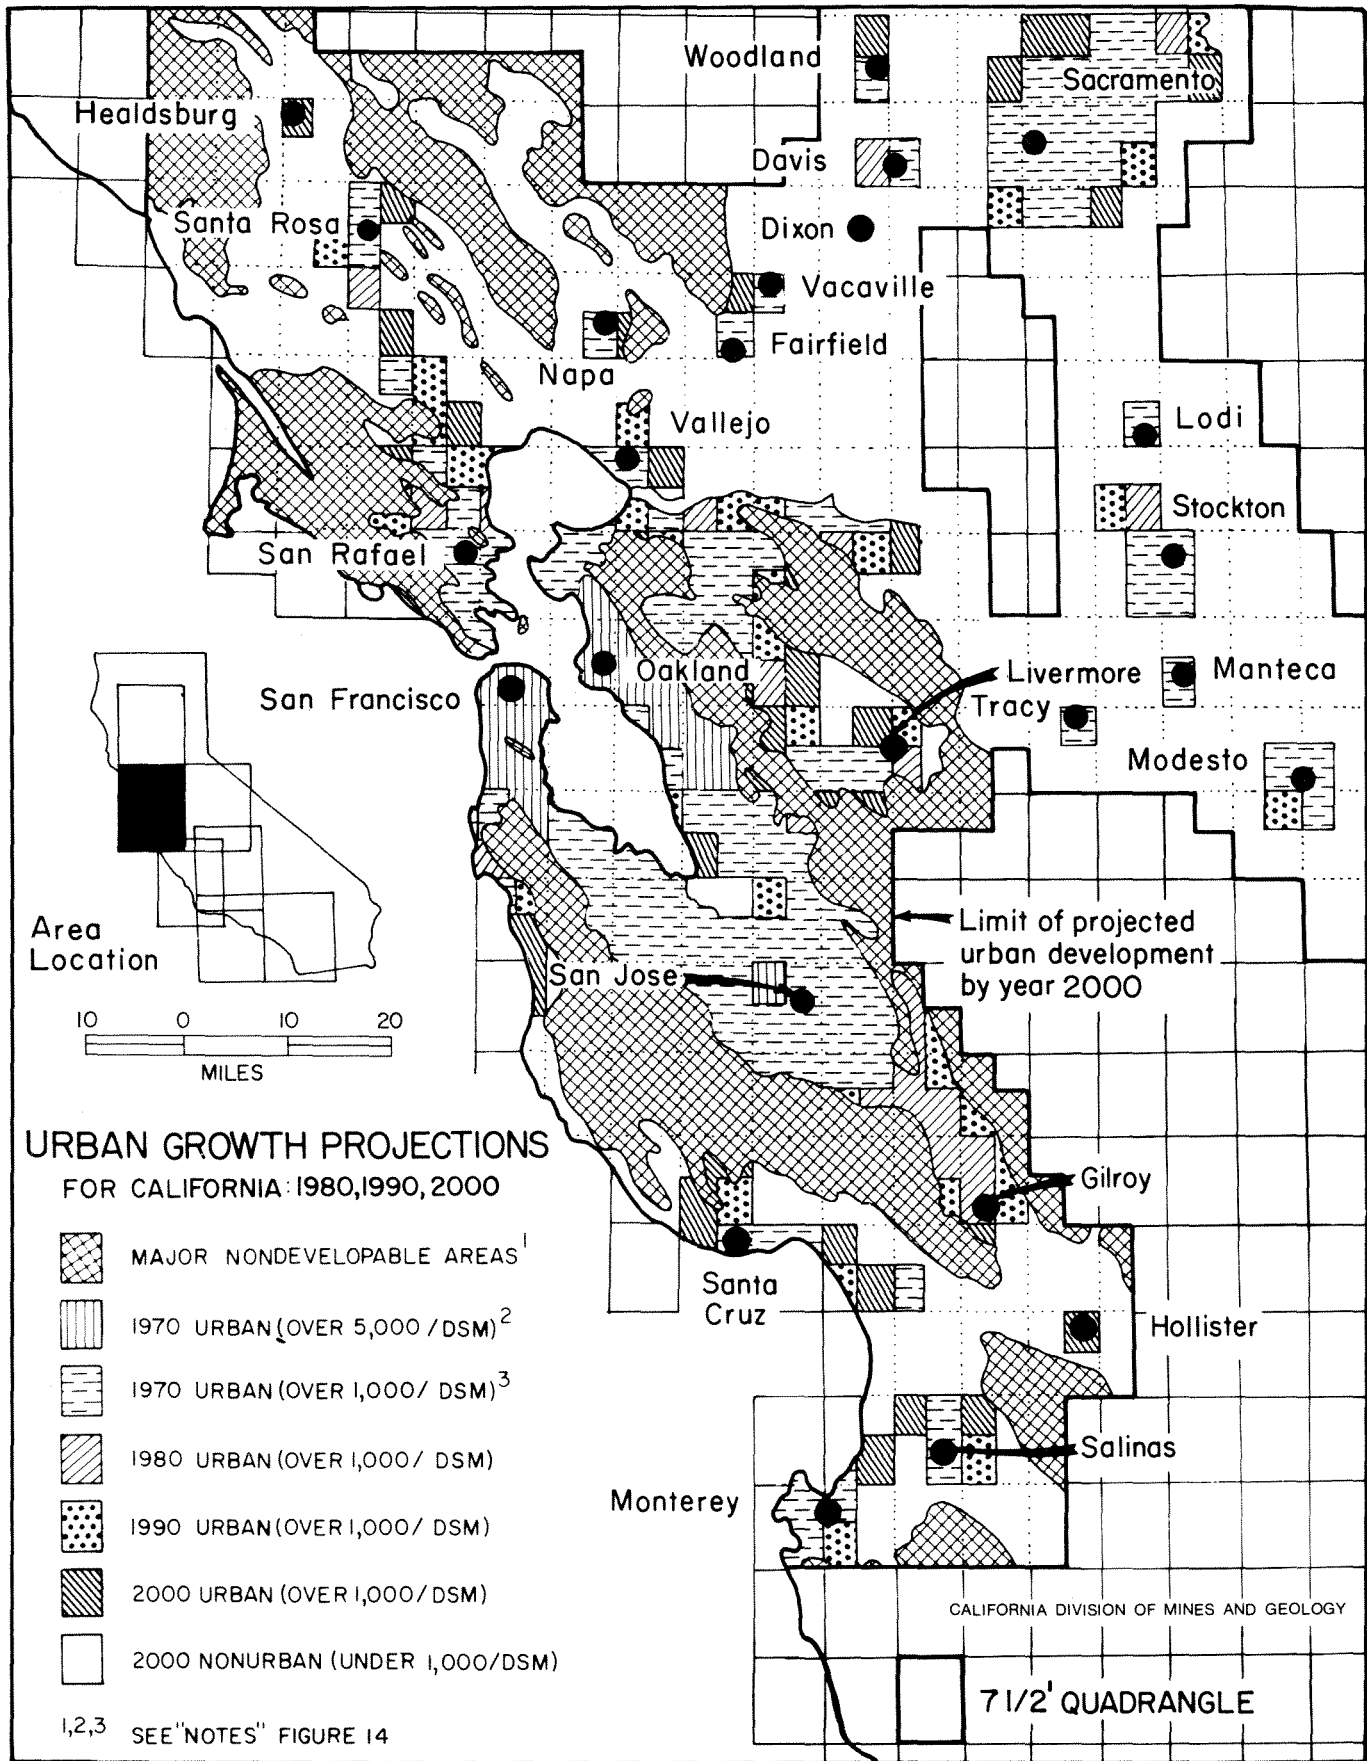 Woodland
Sacramento
Healdsburg
Davis
Santa Rosa
Dixon
Vacaville
Fairfield
Napa
Vallejo
Lodi
Stockton
San Rafael
Oakland
Livermore
Manteca
San Francisco
Tracy
Modesto
Area
Location
Limit of projected
urban development
by year 2000
San Jose
10 0 10 20
MILES
URBAN GROWTH PROJECTIONS
FOR CALIFORNIA: 1980, 1990, 2000
Gilroy
MAJOR NONDEVELOPABLE AREAS 1
Santa
Cruz
1970 URBAN (OVER 5,000 / DSM) 2
Hollister
1970 URBAN (OVER 1,000/ DSM) 3
1980 URBAN (OVER 1,000/ DSM)
Salinas
Monterey
1990 URBAN (OVER 1,000/ DSM)
2000 URBAN (OVER 1,000/ DSM)
CALIFORNIA DIVISION OF MINES AND GEOLOGY
2000 NONURBAN (UNDER 1,000/DSM)
7 1/2' QUADRANGLE
1,2,3 SEE "NOTES" FIGURE 14